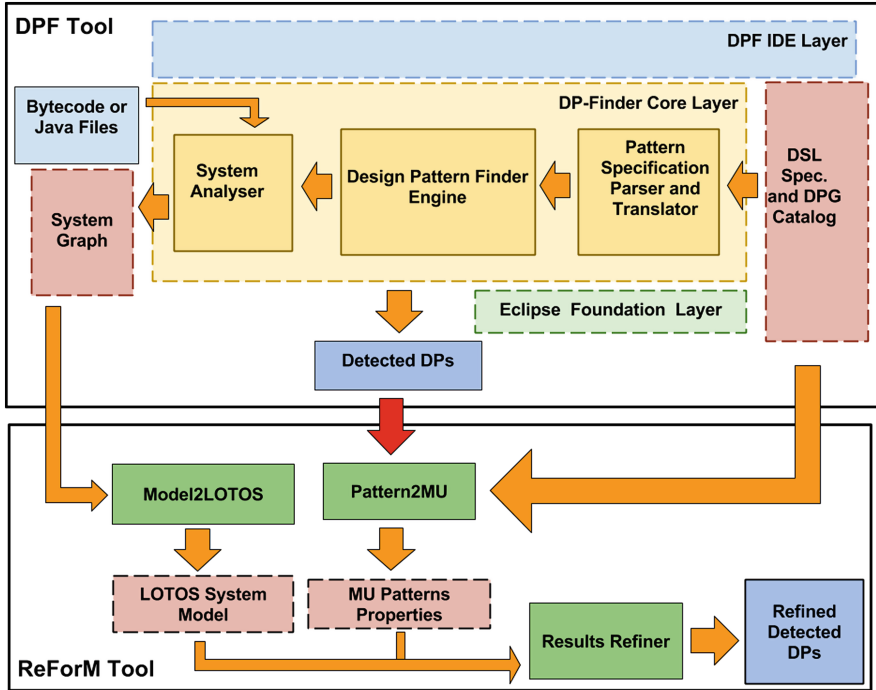 DPF Tool
DPF IDE Layer
Bytecode or
Java Files
DP-Finder Core Layer
System
Analyser
Design Pattern Finder
Engine
Pattern
Specification
Parser and
Translator
DSL
Spec.
and DPG
Catalog
System
Graph
Eclipse Foundation Layer
Detected DPs
Model2LOTOS
Pattern2MU
LOTOS System
Model
MU Patterns
Properties
Results Refiner
Refined
Detected
DPs
ReForM Tool